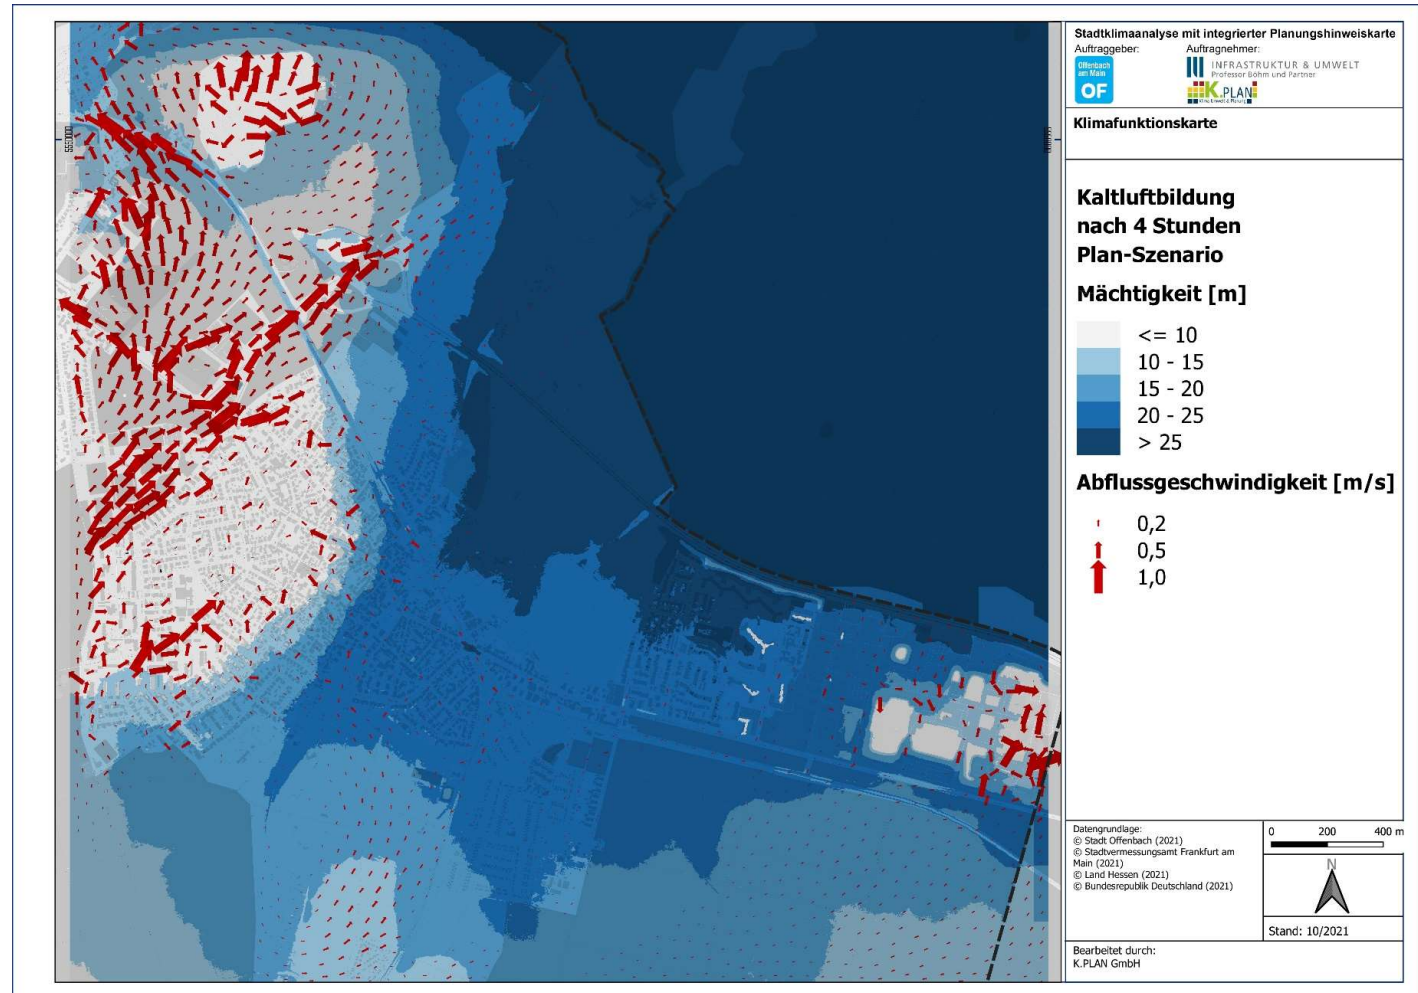 Stadtklimaanalyse mit integrierter Planungshinweiskarte
Auftraggeber: Auftragnehmer:
Offenbach
am Main
OF
INFRASTRUKTUR & UMWELT
Professor Böhm und Partner
K.PLAN
Klima.Umwelt & Planung
Klimafunktionskarte
Kaltluftbildung
nach 4 Stunden
Plan-Szenario
Mächtigkeit [m]
<= 10
10 - 15
15 - 20
20 - 25
> 25
Abflussgeschwindigkeit [m/s]
0,2
0,5
1,0
Datengrundlage:
© Stadt Offenbach (2021)
© Stadtvermessungsamt Frankfurt am
Main (2021)
© Land Hessen (2021)
© Bundesrepublik Deutschland (2021)
0 200 400 m
N
Stand: 10/2021
Bearbeitet durch:
K.PLAN GmbH